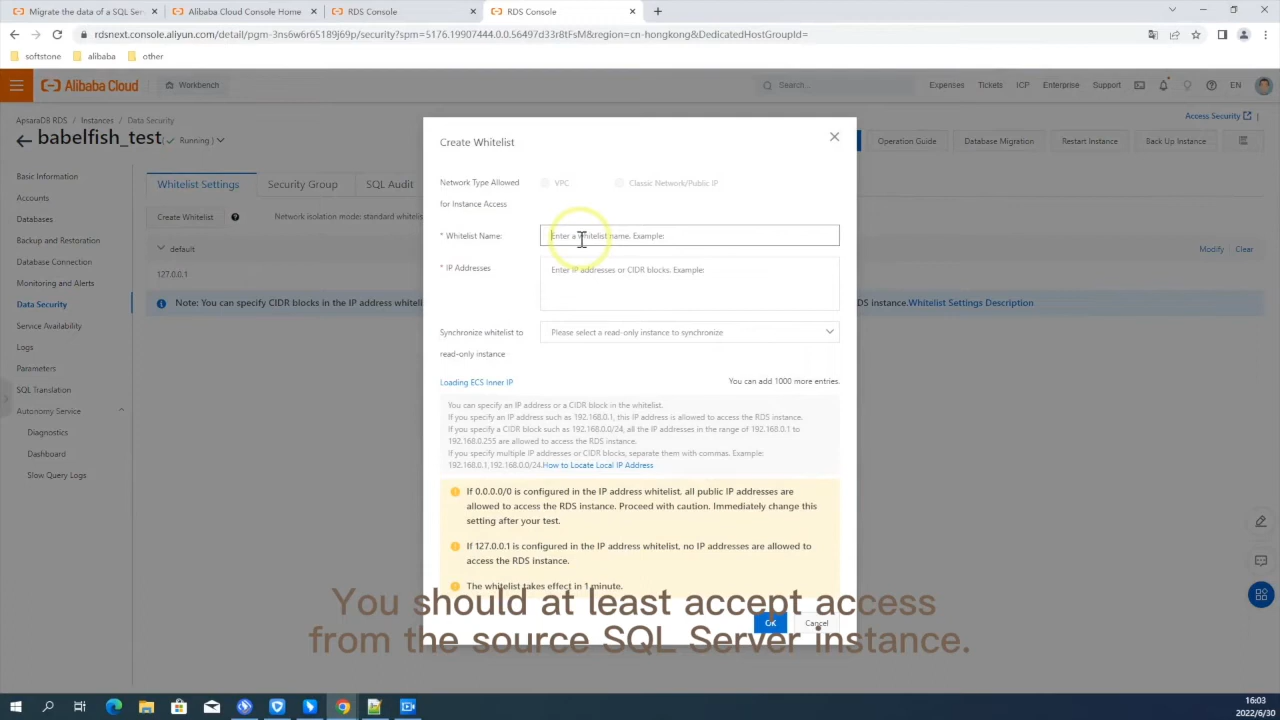 Migrate the data of a SQL Serv
Alibaba Cloud Console Home
RDS Console
RDS Console
rdsnext.console.aliyun.com/detail/pgm-3ns6w6f65189j69p/security?spm=5176.19907444.0.0.56497d33r8tFsM&region=cn-hongkong&DedicatedHostGroupId=
softstone
alibaba
other
Alibaba Cloud
Workbench
Search...
Expenses
Tickets
ICP
Enterprise
Support
EN
ApsaraDB RDS / Instances / Data Security
Access Security
babelfish_test
( Running )
Operation Guide
Database Migration
Restart Instance
Back Up Instance
Basic Information
Accounts
Databases
Backup and Restoration
Database Connection
Monitoring and Alerts
Data Security
Service Availability
Logs
Parameters
SQL Translation
Autonomy Service
Diagnostics
Dashboard
Slow Query Logs
Whitelist Settings
Security Group
SQL Audit
Create Whitelist
Network isolation mode: standard whitelis
default
Modify
Clear
127.0.0.1
Note: You can specify CIDR blocks in the IP address whiteli
DS instance.Whitelist Settings Description
Create Whitelist
Network Type Allowed
for Instance Access
VPC
Classic Network/Public IP
* Whitelist Name:
Enter a whitelist name. Example:
* IP Addresses
Enter IP addresses or CIDR blocks. Example:
Synchronize whitelist to
read-only instance
Please select a read-only instance to synchronize
Loading ECS Inner IP
You can add 1000 more entries.
You can specify an IP address or a CIDR block in the whitelist.
If you specify an IP address such as 192.168.0.1, this IP address is allowed to access the RDS instance.
If you specify a CIDR block such as 192.168.0.0/24, all the IP addresses in the range of 192.168.0.1 to
192.168.0.255 are allowed to access the RDS instance.
If you specify multiple IP addresses or CIDR blocks, separate them with commas. Example:
192.168.0.1,192.168.0.0/24.How to Locate Local IP Address
If 0.0.0.0/0 is configured in the IP address whitelist, all public IP addresses are
allowed to access the RDS instance. Proceed with caution. Immediately change this
setting after your test.
If 127.0.0.1 is configured in the IP address whitelist, no IP addresses are allowed to
access the RDS instance.
The whitelist takes effect in 1 minute.
OK
Cancel
You should at least accept access
from the source SQL Server instance.
16:03
2022/6/30